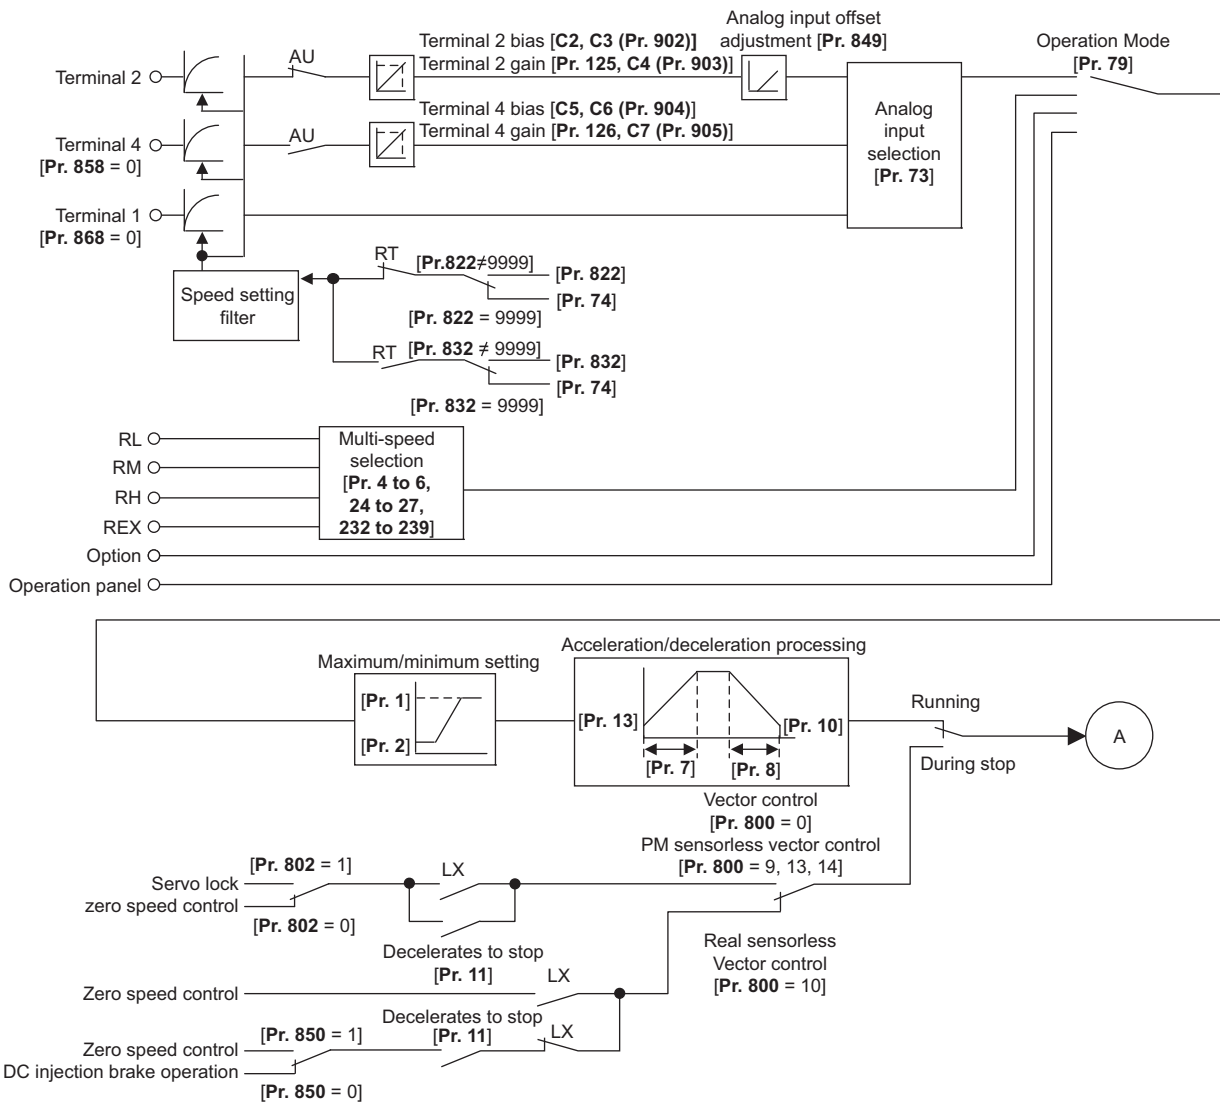 Analog input offset
adjustment [Pr. 849]
Operation Mode
[Pr. 79]
Terminal 2
AU
Terminal 2 bias [C2, C3 (Pr. 902)]
Terminal 2 gain [Pr. 125, C4 (Pr. 903)]
Terminal 4
[Pr. 858 = 0]
AU
Terminal 4 bias [C5, C6 (Pr. 904)]
Terminal 4 gain [Pr. 126, C7 (Pr. 905)]
Analog
input
selection
[Pr. 73]
Terminal 1
[Pr. 868 = 0]
Speed setting
filter
RT
[Pr.822≠9999]
[Pr. 822]
[Pr. 74]
[Pr. 822 = 9999]
RT
[Pr. 832 ≠ 9999]
[Pr. 832]
[Pr. 74]
[Pr. 832 = 9999]
RL
RM
RH
REX
Multi-speed
selection
[Pr. 4 to 6,
24 to 27,
232 to 239]
Option
Operation panel
Maximum/minimum setting
[Pr. 1]
[Pr. 2]
Acceleration/deceleration processing
[Pr. 13]
[Pr. 10]
[Pr. 7]
[Pr. 8]
Running
During stop
A
Vector control
[Pr. 800 = 0]
PM sensorless vector control
[Pr. 800 = 9, 13, 14]
[Pr. 802 = 1]
Servo lock
zero speed control
[Pr. 802 = 0]
LX
Decelerates to stop
[Pr. 11]
Real sensorless
Vector control
[Pr. 800 = 10]
Zero speed control
LX
Decelerates to stop
[Pr. 11]
LX
[Pr. 850 = 1]
Zero speed control
DC injection brake operation
[Pr. 850 = 0]